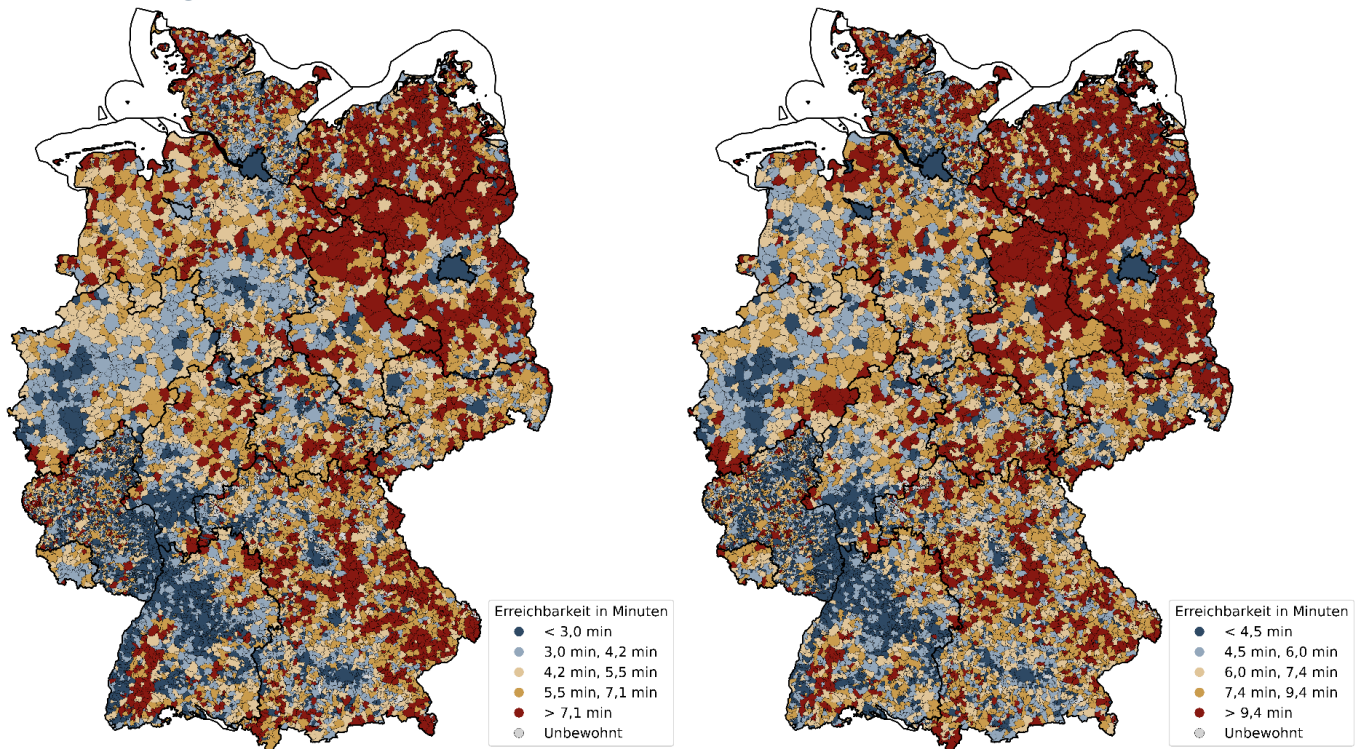 Erreichbarkeit in Minuten
< 3,0 min
3,0 min, 4,2 min
4,2 min, 5,5 min
5,5 min, 7,1 min
> 7,1 min
Unbewohnt
Erreichbarkeit in Minuten
< 4,5 min
4,5 min, 6,0 min
6,0 min, 7,4 min
7,4 min, 9,4 min
> 9,4 min
Unbewohnt